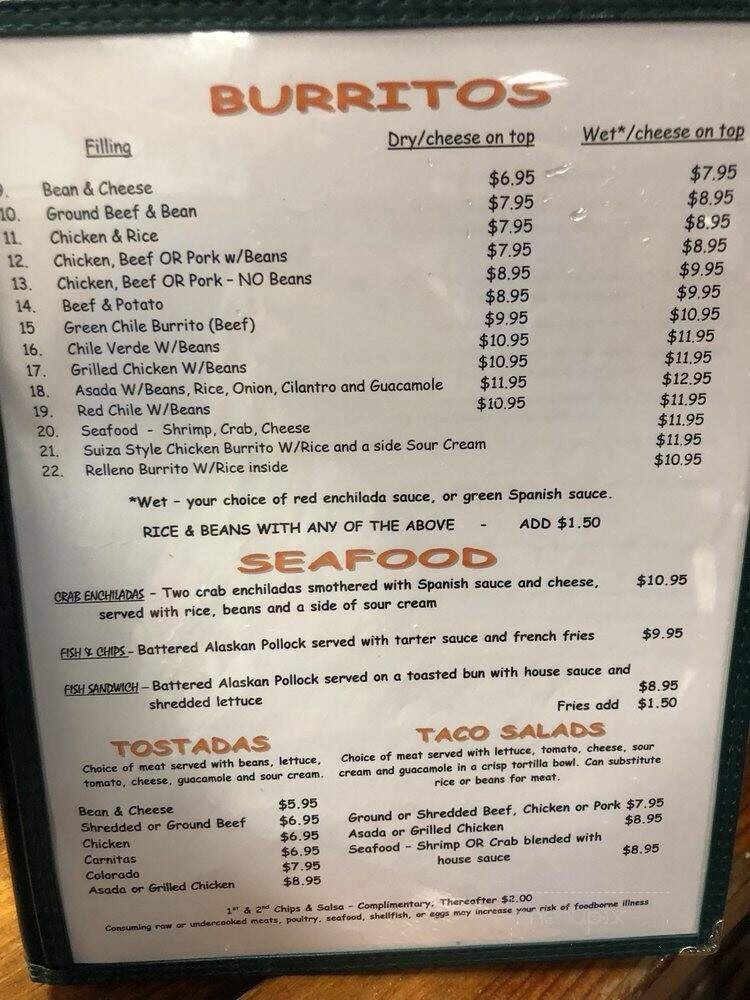 BURRITOS
Filling Dry/cheese on top Wet*/cheese on top
9. Bean & Cheese $6.95 $7.95
10. Ground Beef & Bean $7.95 $8.95
11. Chicken & Rice $7.95 $8.95
12. Chicken, Beef OR Pork w/Beans $7.95 $8.95
13. Chicken, Beef OR Pork - NO Beans $8.95 $9.95
14. Beef & Potato $8.95 $9.95
15 Green Chile Burrito (Beef) $9.95 $10.95
16. Chile Verde W/Beans $10.95 $11.95
17. Grilled Chicken W/Beans $10.95 $11.95
18. Asada W/Beans, Rice, Onion, Cilantro and Guacamole $11.95 $12.95
19. Red Chile W/Beans $10.95 $11.95
20. Seafood - Shrimp, Crab, Cheese $11.95
21. Suiza Style Chicken Burrito W/Rice and a side Sour Cream $11.95
22. Relleno Burrito W/Rice inside $10.95
*Wet - your choice of red enchilada sauce, or green Spanish sauce.
RICE & BEANS WITH ANY OF THE ABOVE - ADD $1.50
SEAFOOD
CRAB ENCHILADAS - Two crab enchiladas smothered with Spanish sauce and cheese, $10.95
served with rice, beans and a side of sour cream
FISH & CHIPS - Battered Alaskan Pollock served with tarter sauce and french fries $9.95
FISH SANDWICH - Battered Alaskan Pollock served on a toasted bun with house sauce and
shredded lettuce $8.95
Fries add $1.50
TOSTADAS
Choice of meat served with beans, lettuce,
tomato, cheese, guacamole and sour cream.
Bean & Cheese $5.95
Shredded or Ground Beef $6.95
Chicken $6.95
Carnitas $6.95
Colorado $7.95
Asada or Grilled Chicken $8.95
TACO SALADS
Choice of meat served with lettuce, tomato, cheese, sour
cream and guacamole in a crisp tortilla bowl. Can substitute
rice or beans for meat.
Ground or Shredded Beef, Chicken or Pork $7.95
Asada or Grilled Chicken $8.95
Seafood - Shrimp OR Crab blended with
house sauce $8.95
1st & 2nd Chips & Salsa - Complimentary, Thereafter $2.00
Consuming raw or undercooked meats, poultry, seafood, shellfish, or eggs may increase your risk of foodborne illness